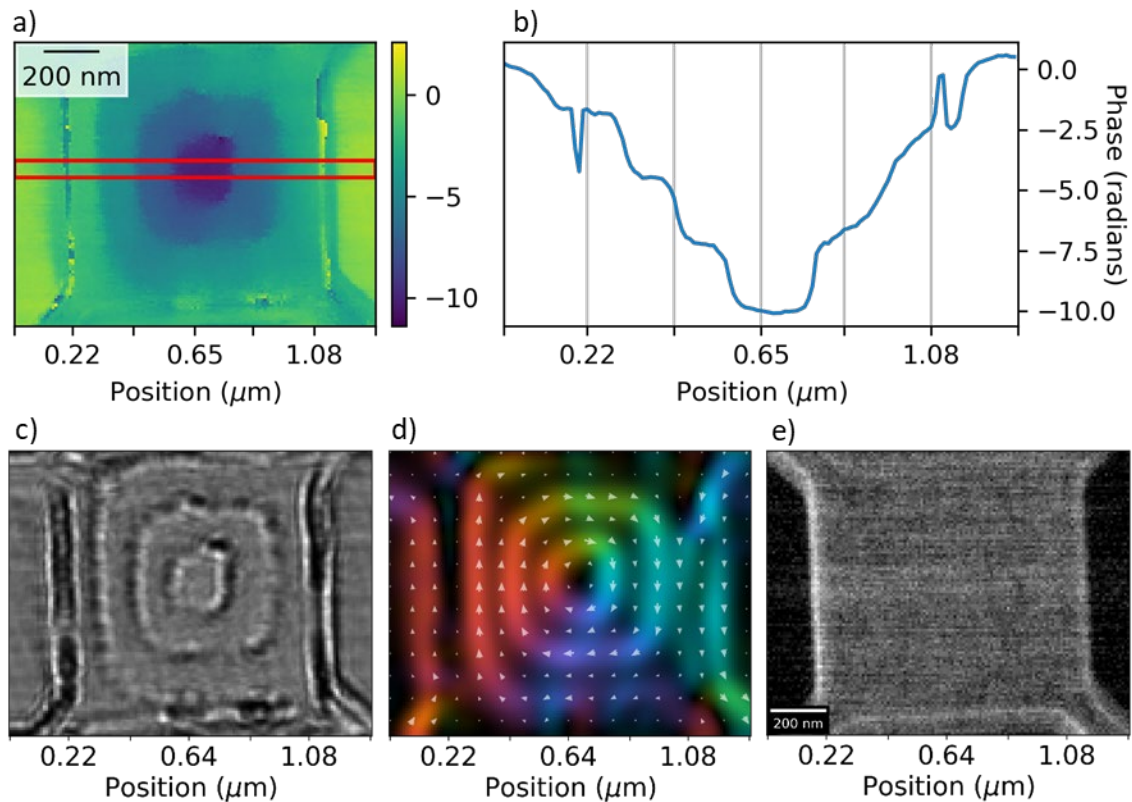 a)
b)
200 nm
0
−5
−10
0.22 0.65 1.08
Position (μm)
0.0
−2.5
−5.0
−7.5
−10.0
Phase (radians)
0.22 0.65 1.08
Position (μm)
c)
d)
e)
200 nm
0.22 0.64 1.08
Position (μm)
0.22 0.64 1.08
Position (μm)
0.22 0.64 1.08
Position (μm)